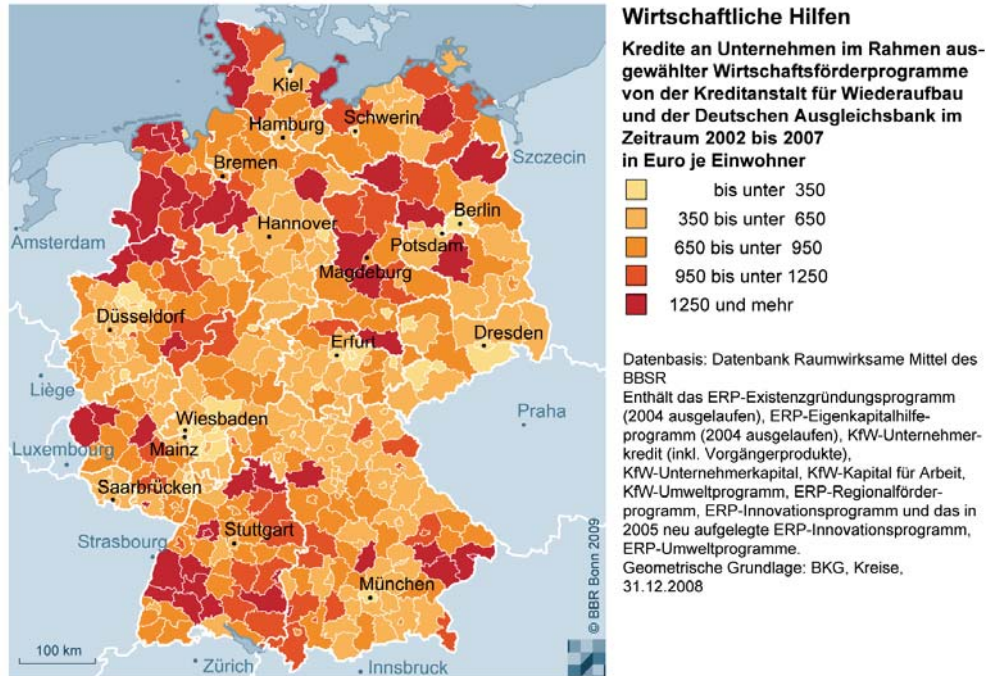 Wirtschaftliche Hilfen
Kredite an Unternehmen im Rahmen aus-
gewählter Wirtschaftsförderprogramme
von der Kreditanstalt für Wiederaufbau
und der Deutschen Ausgleichsbank im
Zeitraum 2002 bis 2007
in Euro je Einwohner
bis unter 350
350 bis unter 650
650 bis unter 950
950 bis unter 1250
1250 und mehr
Datenbasis: Datenbank Raumwirksame Mittel des
BBSR
Enthält das ERP-Existenzgründungsprogramm
(2004 ausgelaufen), ERP-Eigenkapitalhilfe-
programm (2004 ausgelaufen), KfW-Unternehmer-
kredit (inkl. Vorgängerprodukte),
KfW-Unternehmerkapital, KfW-Kapital für Arbeit,
KfW-Umweltprogramm, ERP-Regionalförder-
programm, ERP-Innovationsprogramm und das in
2005 neu aufgelegte ERP-Innovationsprogramm,
ERP-Umweltprogramme.
Geometrische Grundlage: BKG, Kreise,
31.12.2008
Kiel
Hamburg
Schwerin
Szczecin
Bremen
Berlin
Amsterdam
Hannover
Potsdam
Magdeburg
Düsseldorf
Erfurt
Dresden
Liège
Praha
Wiesbaden
Luxembourg
Mainz
Saarbrücken
Stuttgart
Strasbourg
München
100 km
Zürich
Innsbruck
© BBR Bonn 2009